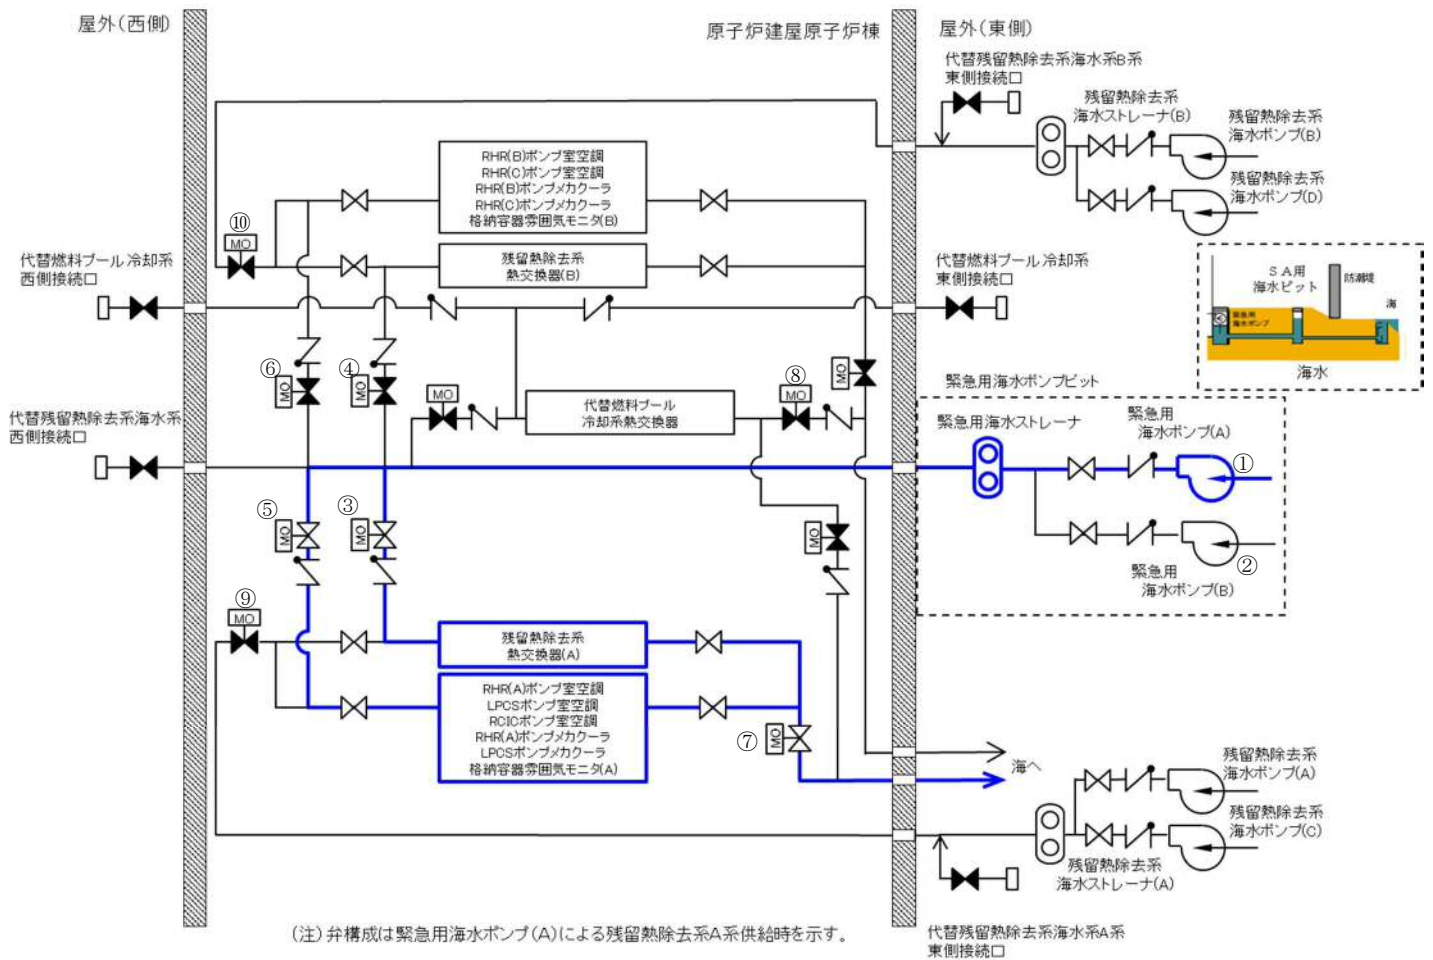 屋外(西側)
原子炉建屋原子炉棟
屋外(東側)
代替残留熱除去系海水系B系
東側接続口
残留熱除去系
海水ストレーナ(B)
残留熱除去系
海水ポンプ(B)
残留熱除去系
海水ポンプ(D)
RHR(B)ポンプ室空調
RHR(C)ポンプ室空調
RHR(B)ポンプメカクーラ
RHR(C)ポンプメカクーラ
格納容器雰囲気モニタ(B)
⑩
MO
残留熱除去系
熱交換器(B)
代替燃料プール冷却系
西側接続口
代替燃料プール冷却系
東側接続口
SA用
海水ピット
防潮堤
海
緊急用
海水ポンプ
海水
⑥
MO
④
MO
MO
⑧
MO
MO
代替燃料プール
冷却系熱交換器
代替残留熱除去系海水系
西側接続口
緊急用海水ポンプピット
緊急用海水ストレーナ
緊急用
海水ポンプ(A)
①
緊急用
海水ポンプ(B)
②
⑤
MO
③
MO
MO
⑨
MO
残留熱除去系
熱交換器(A)
RHR(A)ポンプ室空調
LPCSポンプ室空調
RCICポンプ室空調
RHR(A)ポンプメカクーラ
LPCSポンプメカクーラ
格納容器雰囲気モニタ(A)
⑦
MO
海へ
残留熱除去系
海水ポンプ(A)
残留熱除去系
海水ポンプ(C)
残留熱除去系
海水ストレーナ(A)
代替残留熱除去系海水系A系
東側接続口
(注)弁構成は緊急用海水ポンプ(A)による残留熱除去系A系供給時を示す。